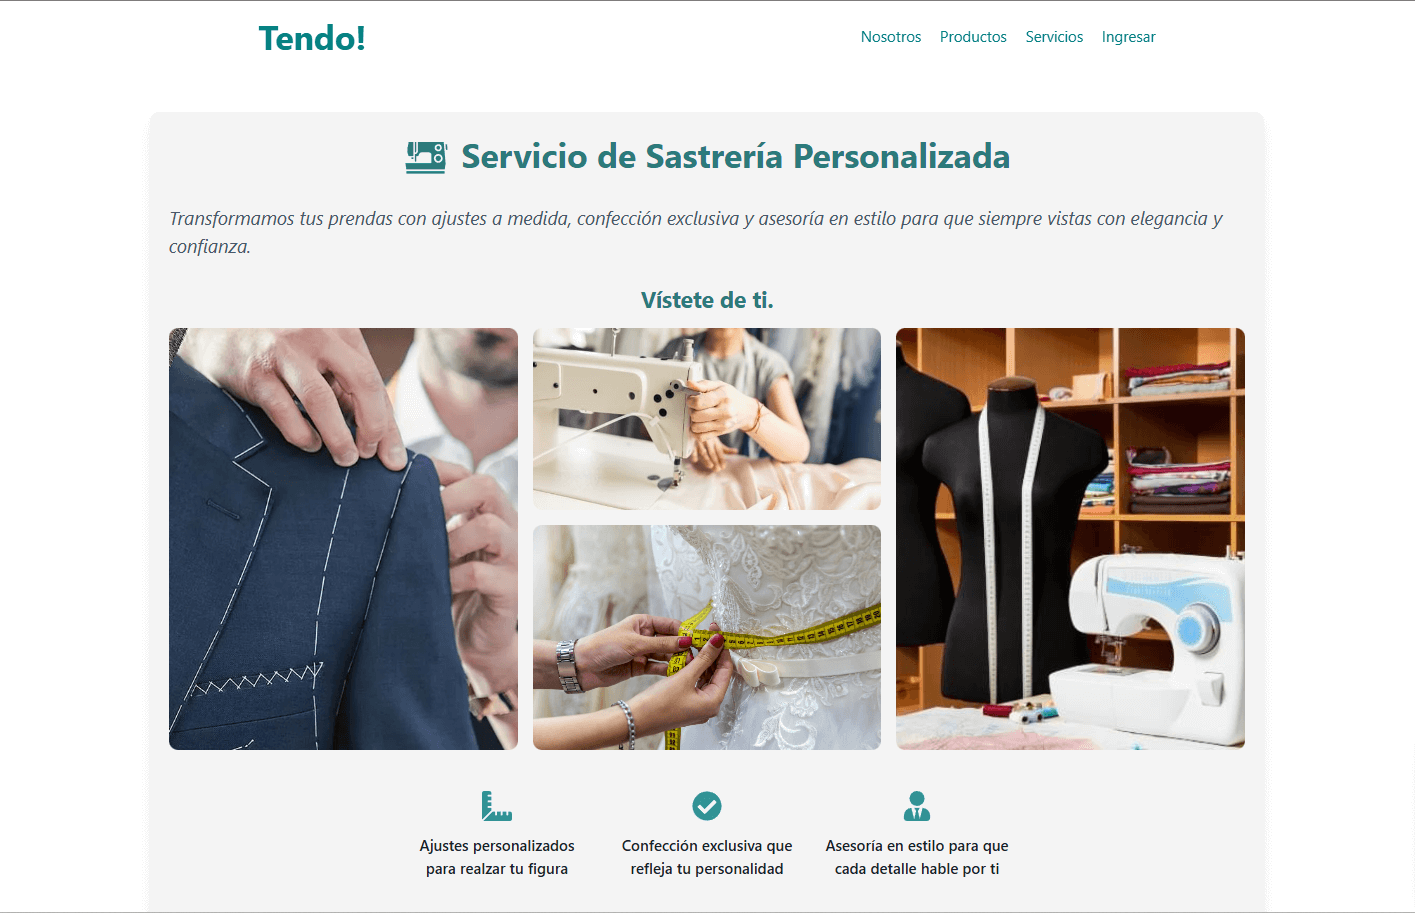 Tendo!
Nosotros Productos Servicios Ingresar
Servicio de Sastrería Personalizada
Transformamos tus prendas con ajustes a medida, confección exclusiva y asesoría en estilo para que siempre vistas con elegancia y
confianza.
Vístete de ti.
Ajustes personalizados
para realzar tu figura
Confección exclusiva que
refleja tu personalidad
Asesoría en estilo para que
cada detalle hable por ti